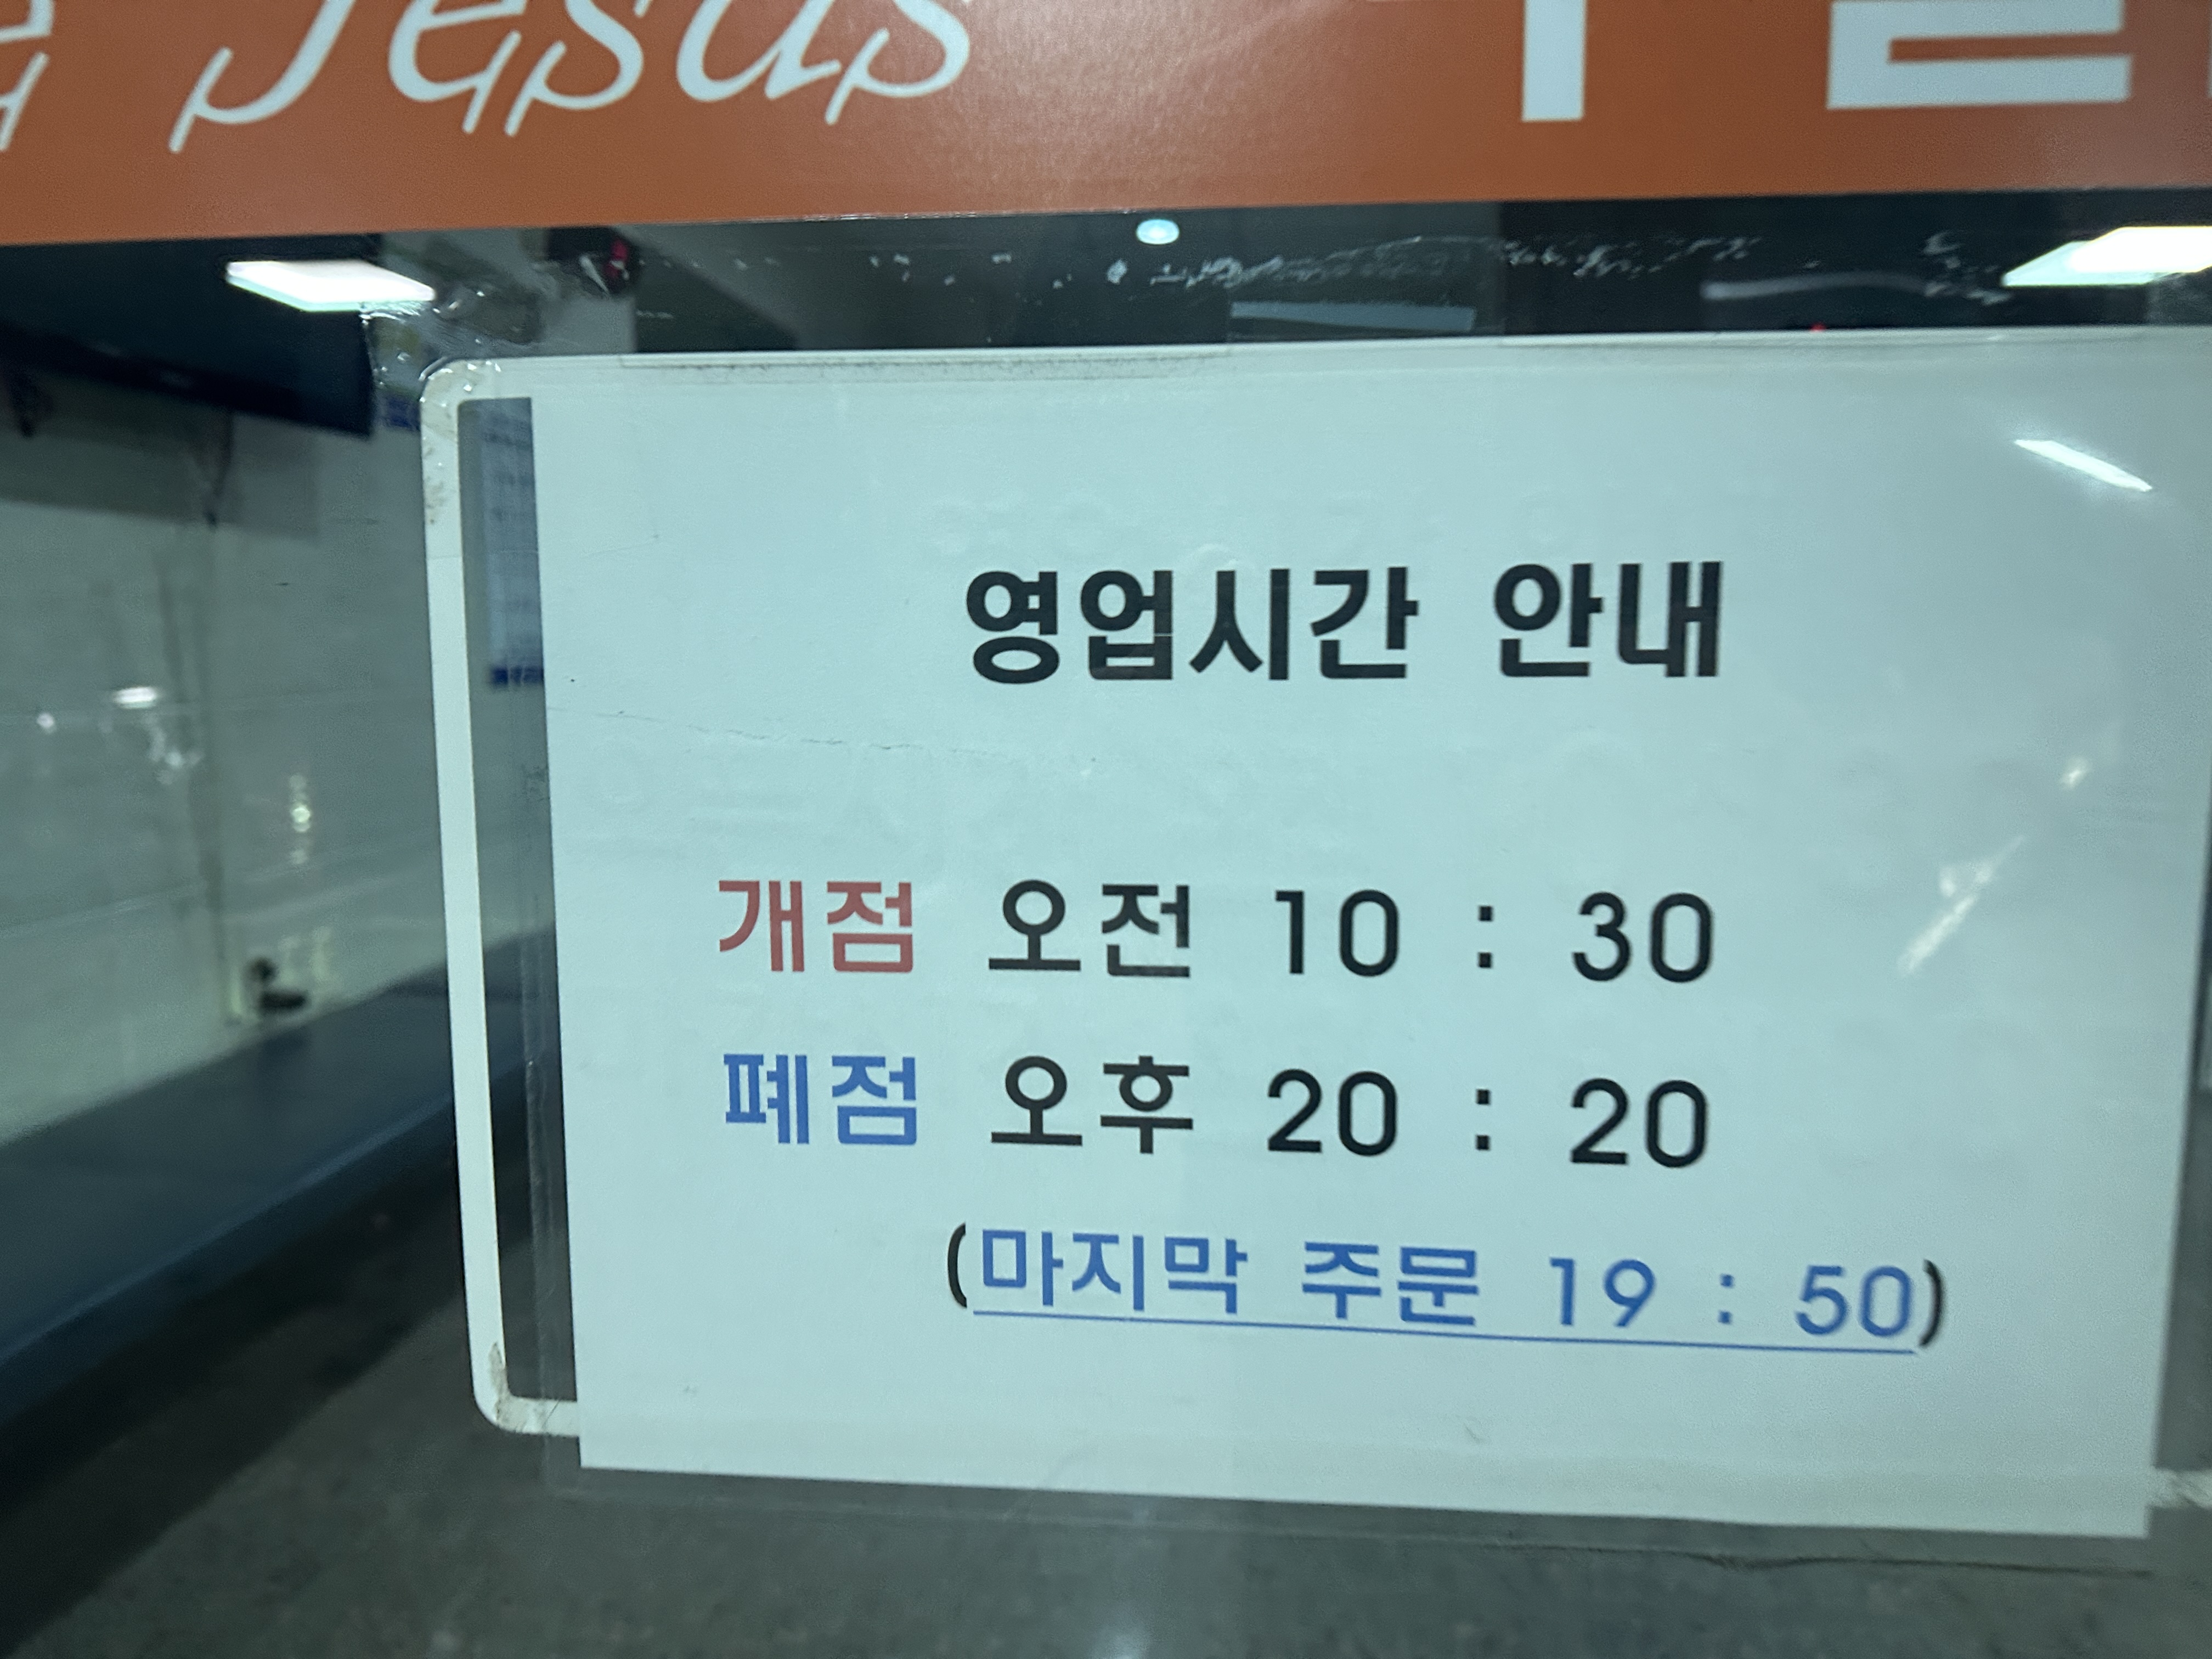 Jesus
영업시간 안내
개점 오전 10 : 30
폐점 오후 20 : 20
(마지막 주문 19 : 50)